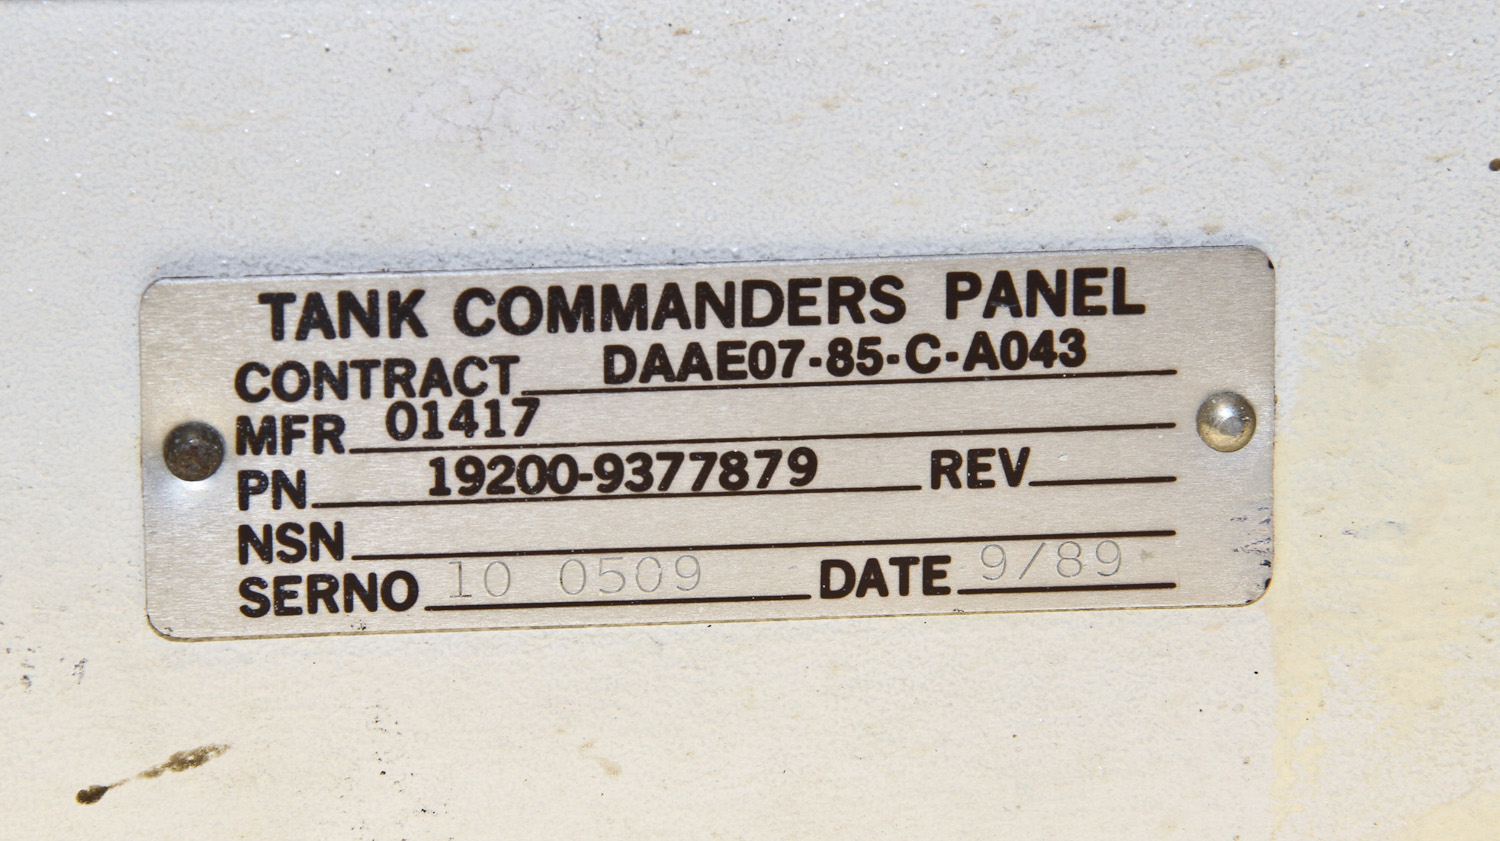 TANK COMMANDERS PANEL
CONTRACT DAAE07-85-C-A043
MFR 01417
PN 19200-9377879 REV
NSN
SERNO 10 0509 DATE 9/89